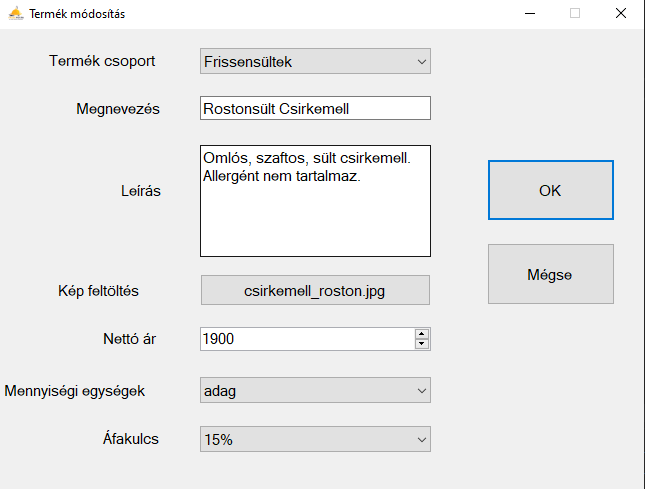 Termék módosítás
Termék csoport
Frissensültek
Megnevezés
Rostonsült Csirkemell
Leírás
Omlós, szaftos, sült csirkemell.
Allergént nem tartalmaz.
OK
Mégse
Kép feltöltés
csirkemell_roston.jpg
Nettó ár
1900
Mennyiségi egységek
adag
Áfakulcs
15%